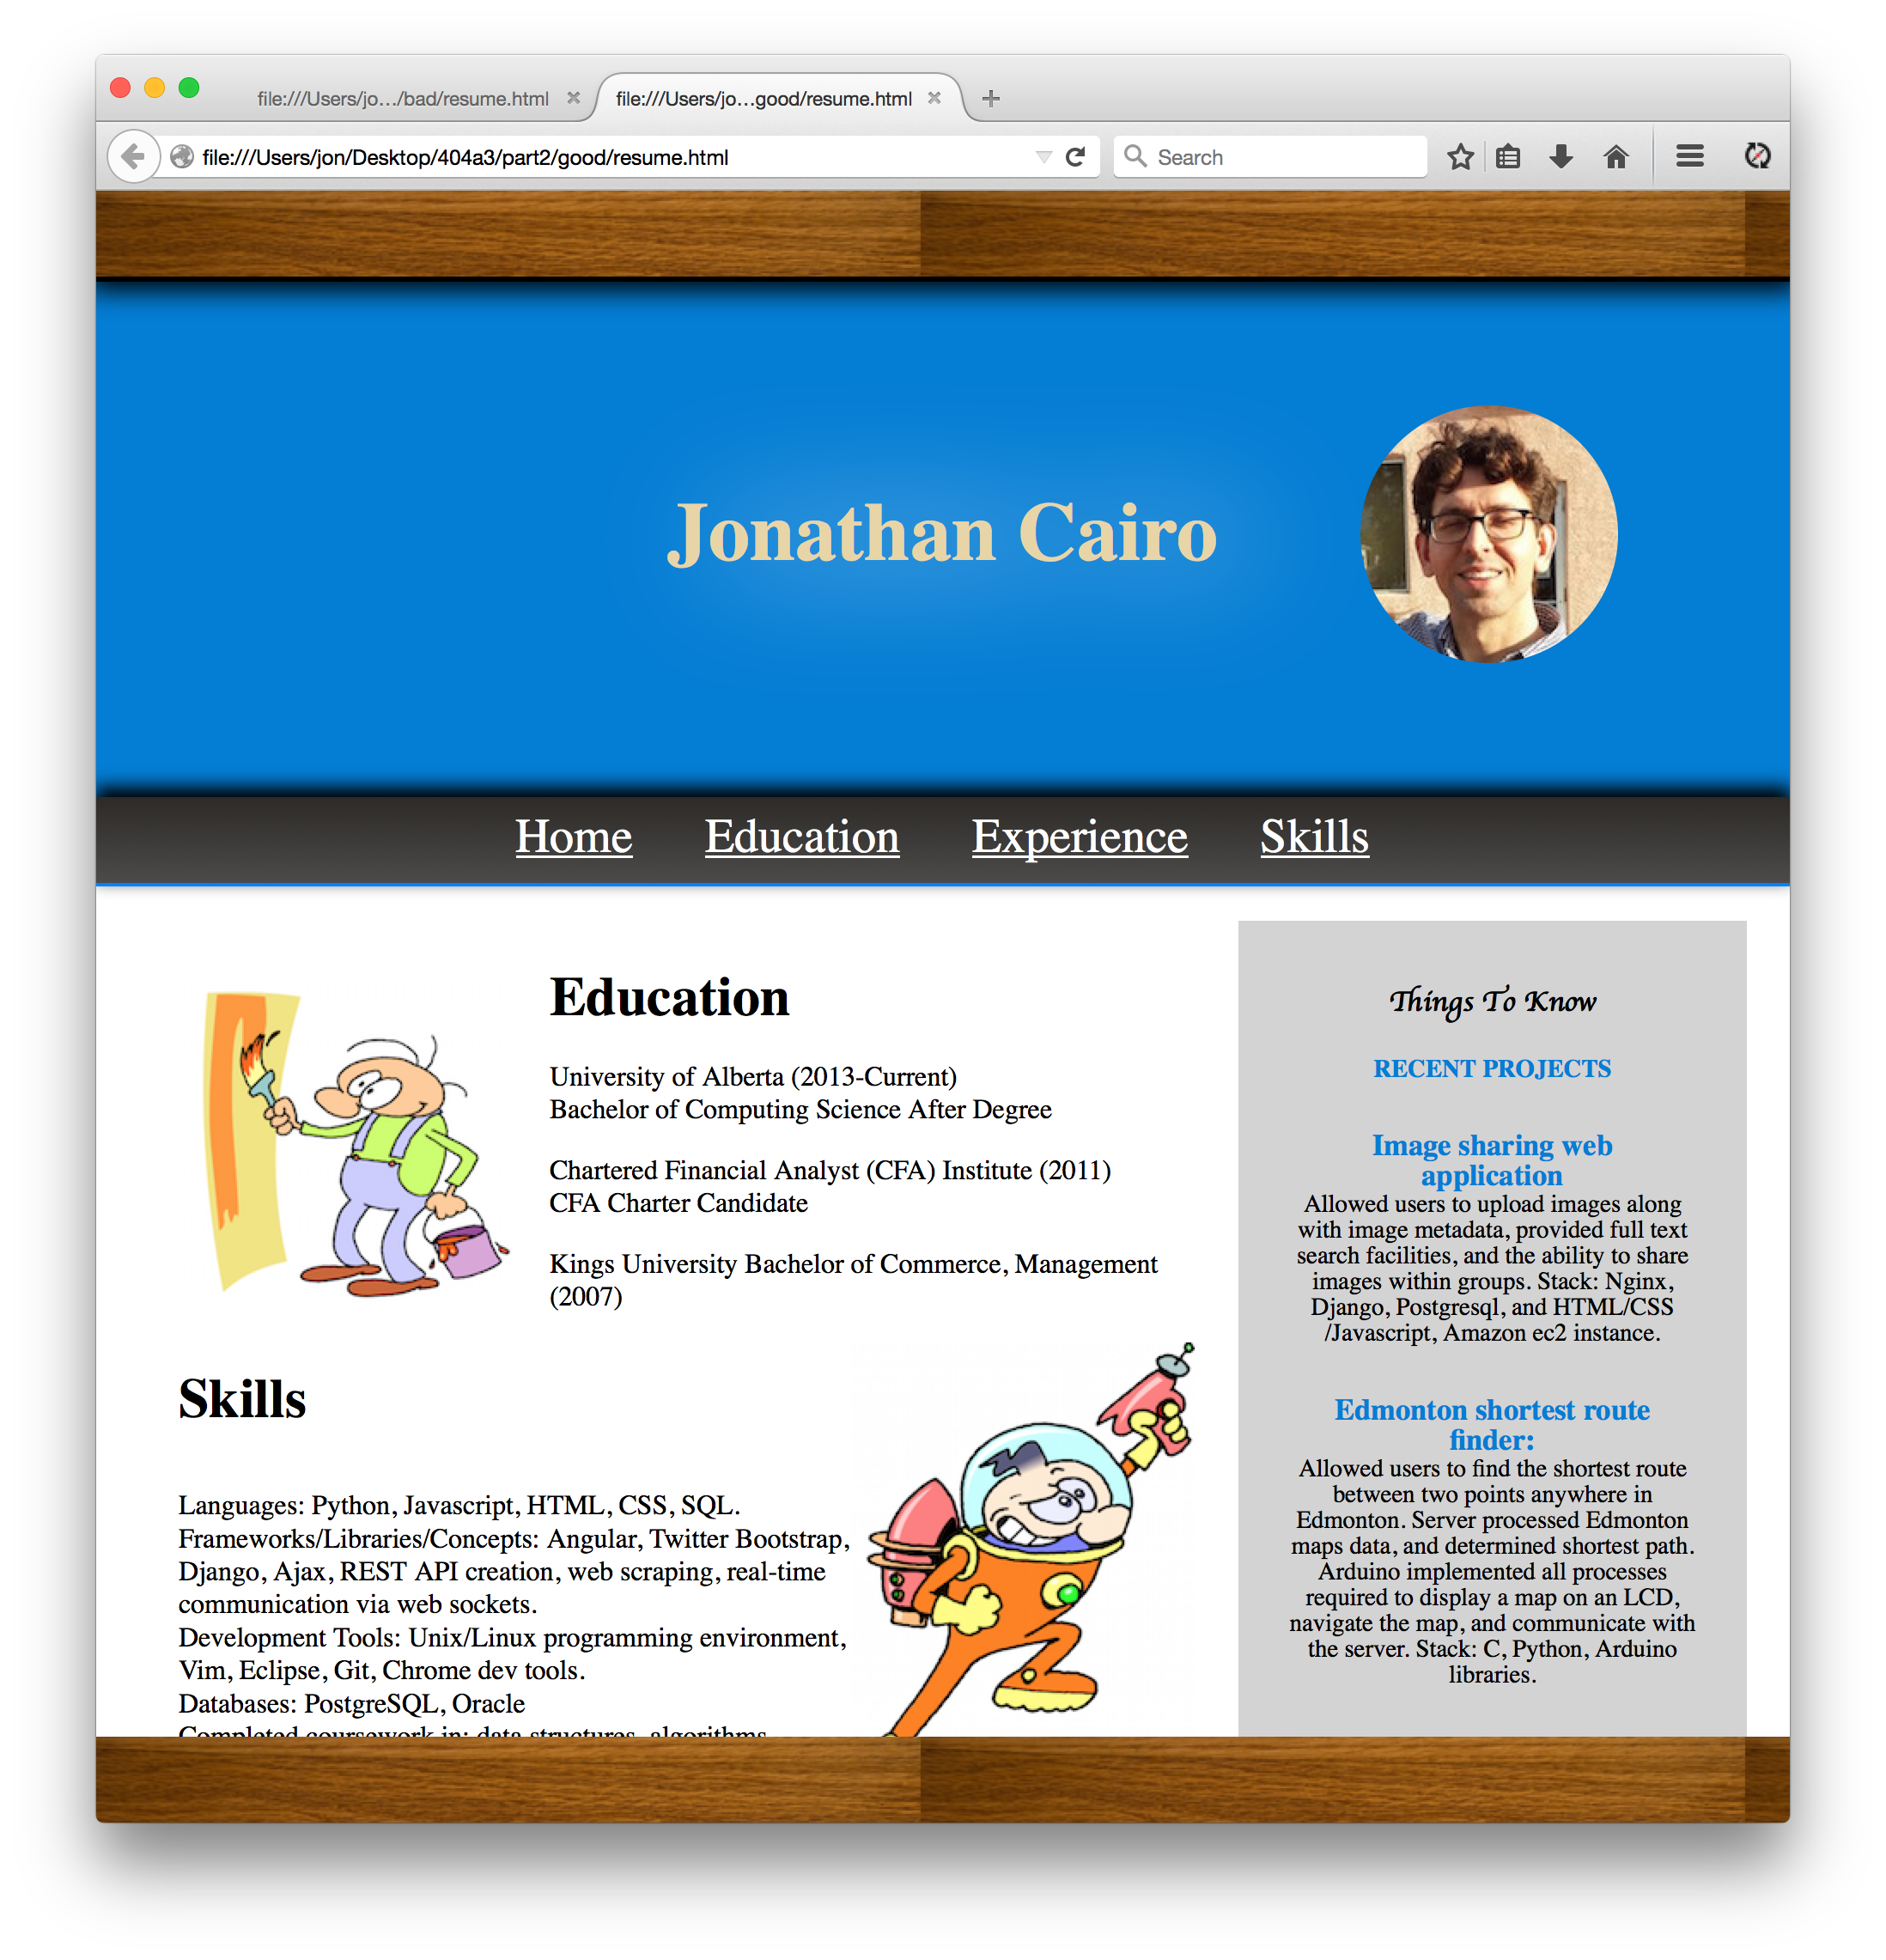 file:///Users/jo.../bad/resume.html
file:///Users/jo...good/resume.html
file:///Users/jon/Desktop/404a3/part2/good/resume.html
Search
Jonathan Cairo
Home Education Experience Skills
Education
University of Alberta (2013-Current)
Bachelor of Computing Science After Degree
Chartered Financial Analyst (CFA) Institute (2011)
CFA Charter Candidate
Kings University Bachelor of Commerce, Management
(2007)
Skills
Languages: Python, Javascript, HTML, CSS, SQL.
Frameworks/Libraries/Concepts: Angular, Twitter Bootstrap,
Django, Ajax, REST API creation, web scraping, real-time
communication via web sockets.
Development Tools: Unix/Linux programming environment,
Vim, Eclipse, Git, Chrome dev tools.
Databases: PostgreSQL, Oracle
Completed coursework in: data structures, algorithms,
Things To Know
RECENT PROJECTS
Image sharing web
application
Allowed users to upload images along
with image metadata, provided full text
search facilities, and the ability to share
images within groups. Stack: Nginx,
Django, Postgresql, and HTML/CSS
/Javascript, Amazon ec2 instance.
Edmonton shortest route
finder:
Allowed users to find the shortest route
between two points anywhere in
Edmonton. Server processed Edmonton
maps data, and determined shortest path.
Arduino implemented all processes
required to display a map on an LCD,
navigate the map, and communicate with
the server. Stack: C, Python, Arduino
libraries.